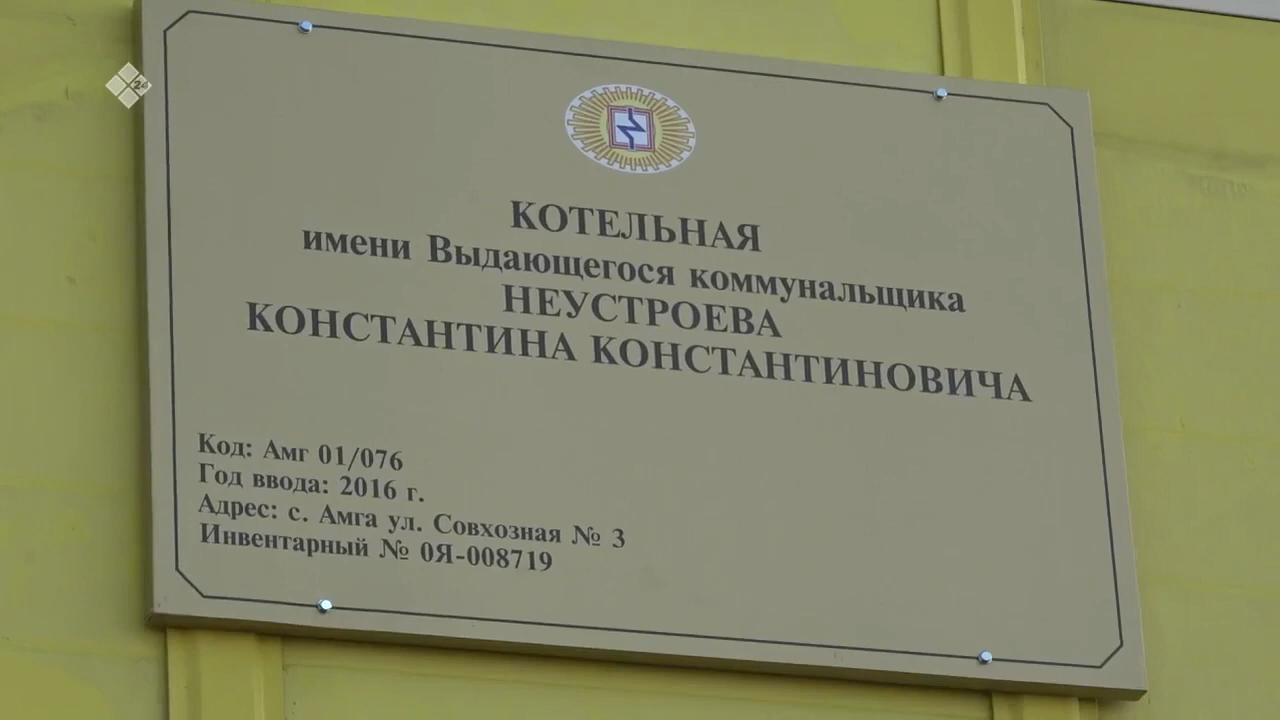 24
КОТЕЛЬНАЯ
имени Выдающегося коммунальщика
НЕУСТРОЕВА
КОНСТАНТИНА КОНСТАНТИНОВИЧА
Код: Амг 01/076
Год ввода: 2016 г.
Адрес: с. Амга ул. Совхозная № 3
Инвентарный № 0Я-008719